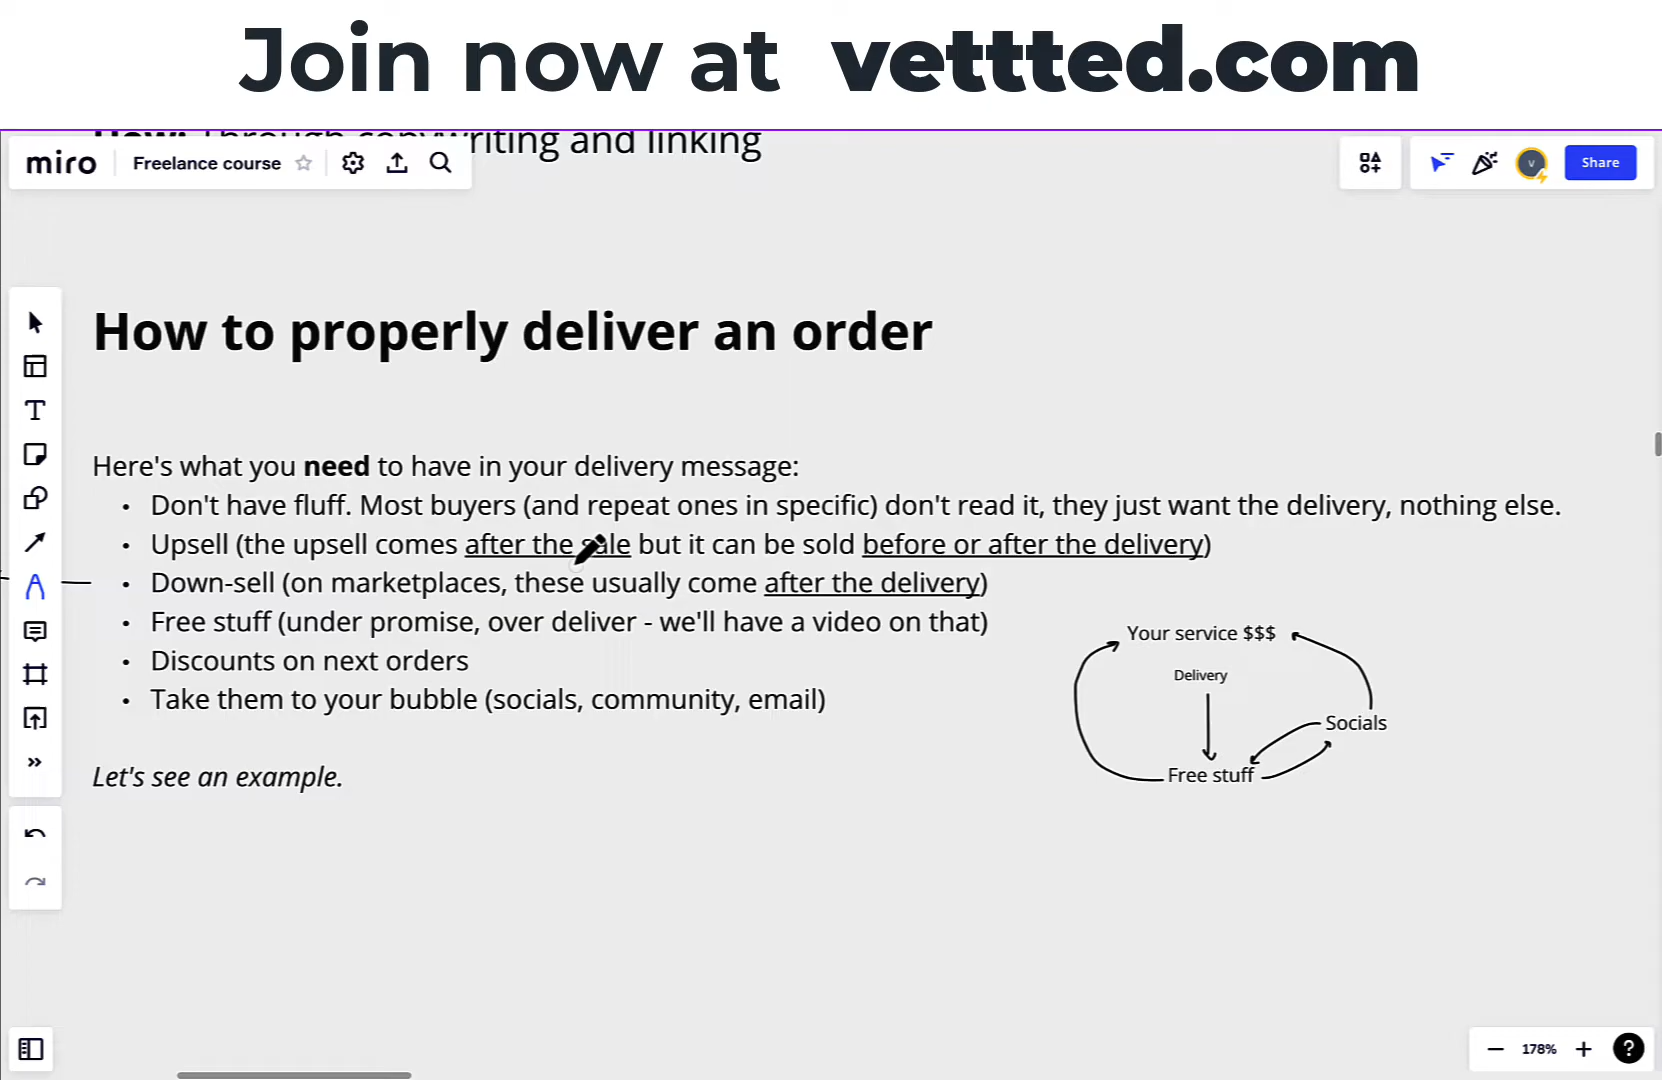 Join now at vettted.com
How: Through copywriting and linking
miro Freelance course Share
V
How to properly deliver an order
Here's what you need to have in your delivery message:
• Don't have fluff. Most buyers (and repeat ones in specific) don't read it, they just want the delivery, nothing else.
• Upsell (the upsell comes after the sale but it can be sold before or after the delivery)
• Down-sell (on marketplaces, these usually come after the delivery)
• Free stuff (under promise, over deliver - we'll have a video on that)
• Discounts on next orders
• Take them to your bubble (socials, community, email)
Let's see an example.
Your service $$$
Delivery
Socials
Free stuff
178%